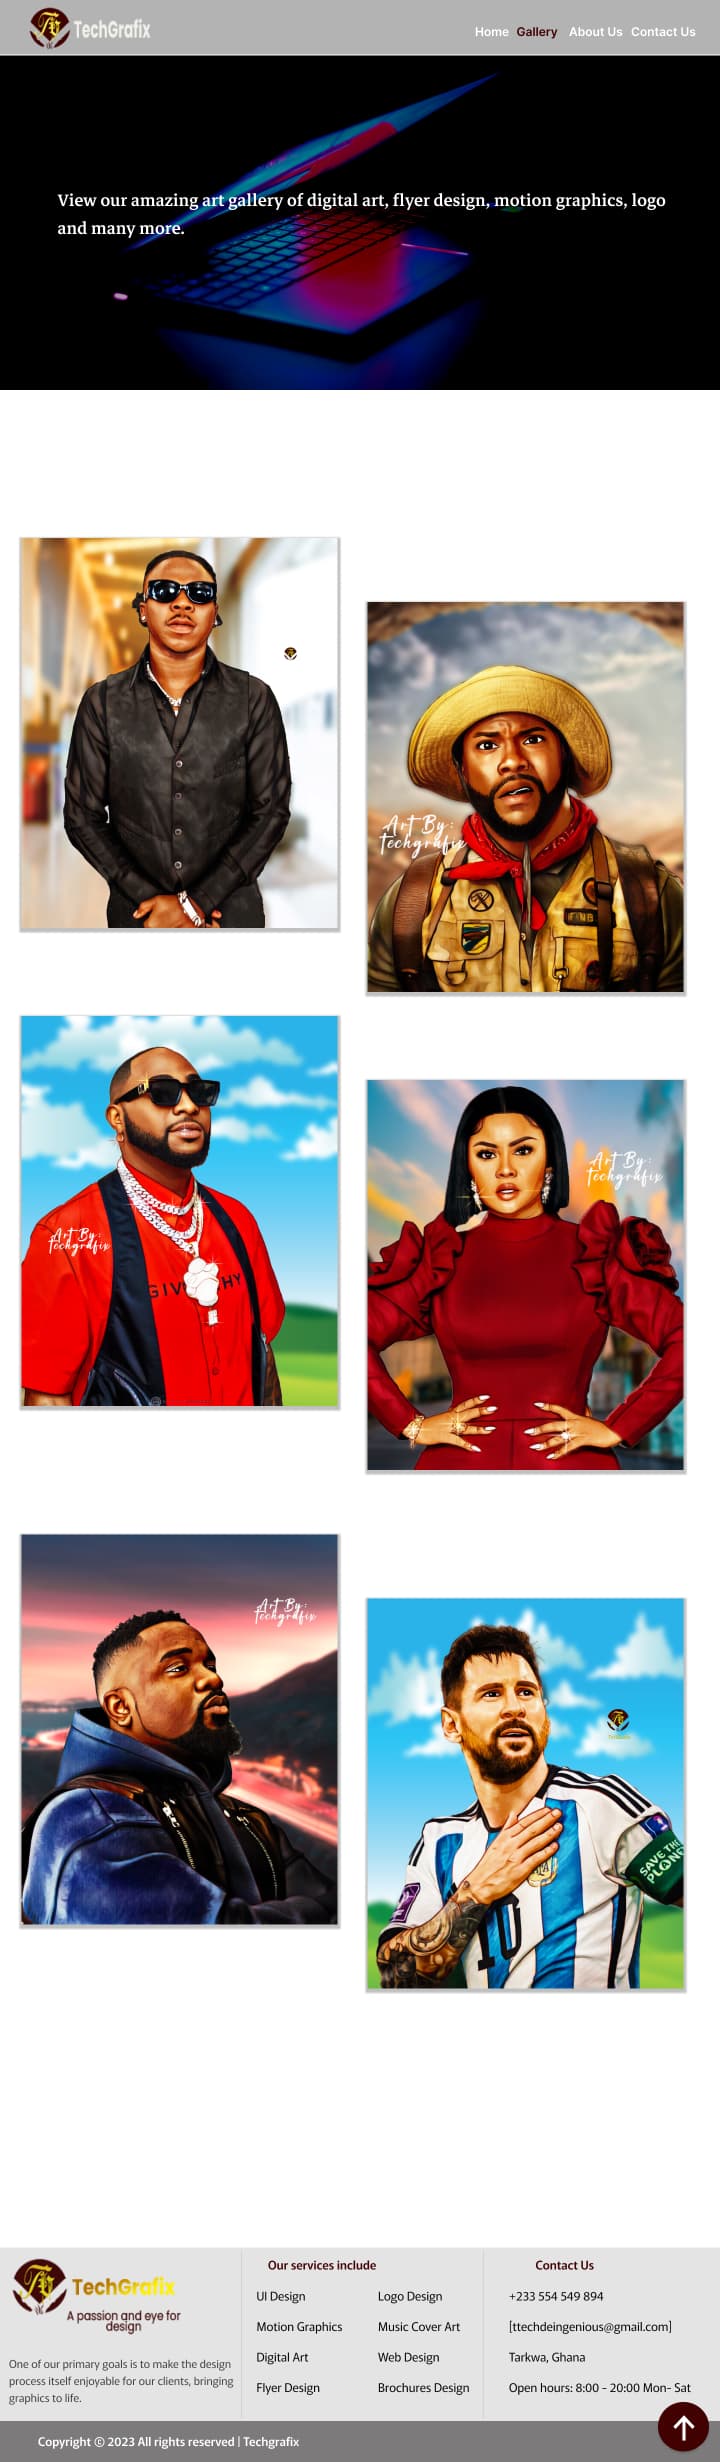 TechGrafix
Home Gallery About Us Contact Us
View our amazing art gallery of digital art, flyer design, motion graphics, logo
and many more.
Art By:
Techgrafix
GIV HY
Art By:
Techgrafix
Art By:
Techgrafix
Art By:
Techgrafix
SAVE THE
PLANE
10
TechGrafix
A passion and eye for
design
One of our primary goals is to make the design
process itself enjoyable for our clients, bringing
graphics to life.
Our services include
UI Design Logo Design
Motion Graphics Music Cover Art
Digital Art Web Design
Flyer Design Brochures Design
Contact Us
+233 554 549 894
[ttechdeingenious@gmail.com]
Tarkwa, Ghana
Open hours: 8:00 - 20:00 Mon- Sat
Copyright © 2023 All rights reserved | Techgrafix